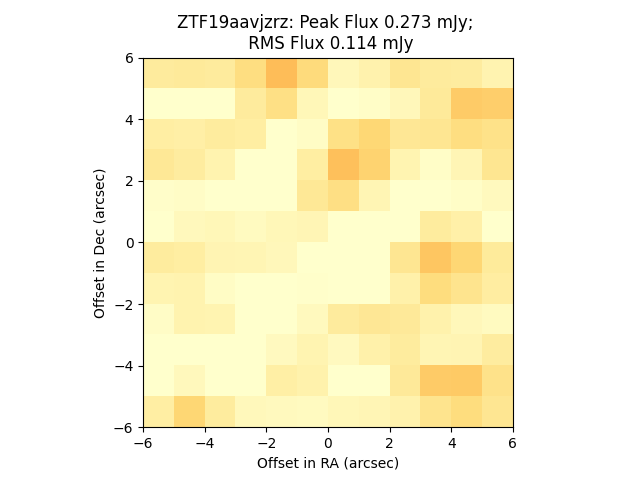 ZTF19aavjzrz: Peak Flux 0.273 mJy;
RMS Flux 0.114 mJy
6
4
2
0
−2
−4
−6
Offset in Dec (arcsec)
−6 −4 −2 0 2 4 6
Offset in RA (arcsec)